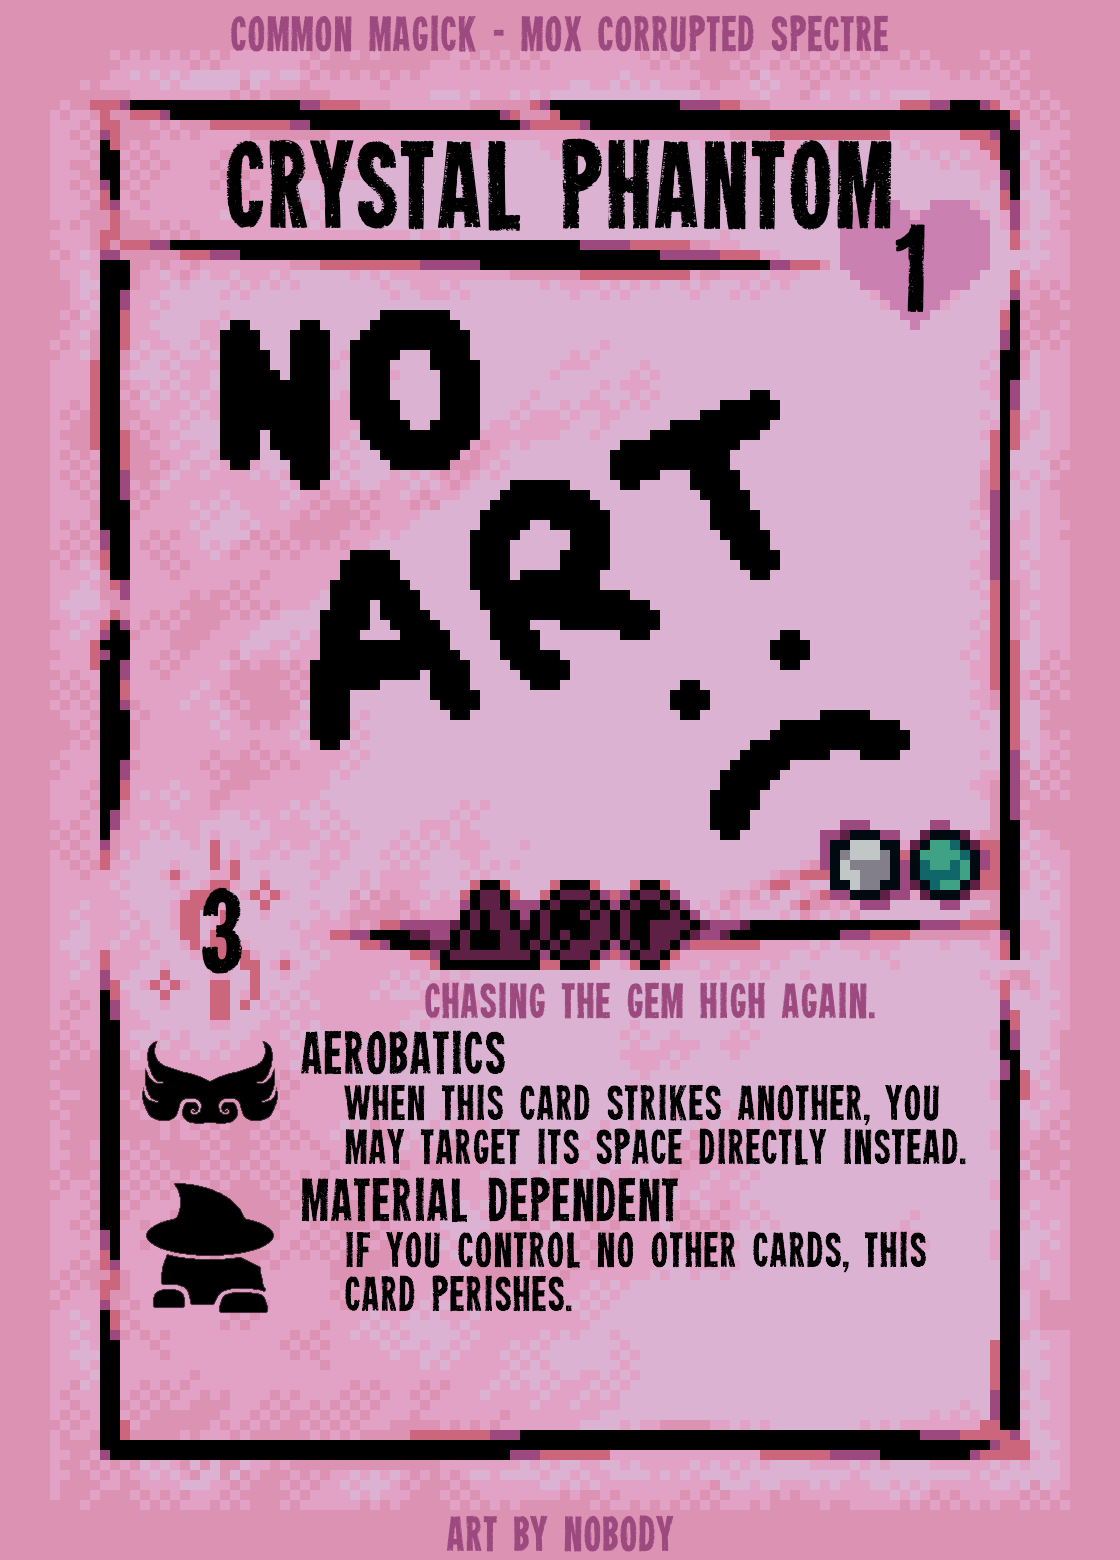 COMMON MAGICK - MOX CORRUPTED SPECTRE
CRYSTAL PHANTOM
1
NO
ART
:(
3
CHASING THE GEM HIGH AGAIN.
AEROBATICS
WHEN THIS CARD STRIKES ANOTHER, YOU
MAY TARGET ITS SPACE DIRECTLY INSTEAD.
MATERIAL DEPENDENT
IF YOU CONTROL NO OTHER CARDS, THIS
CARD PERISHES.
ART BY NOBODY